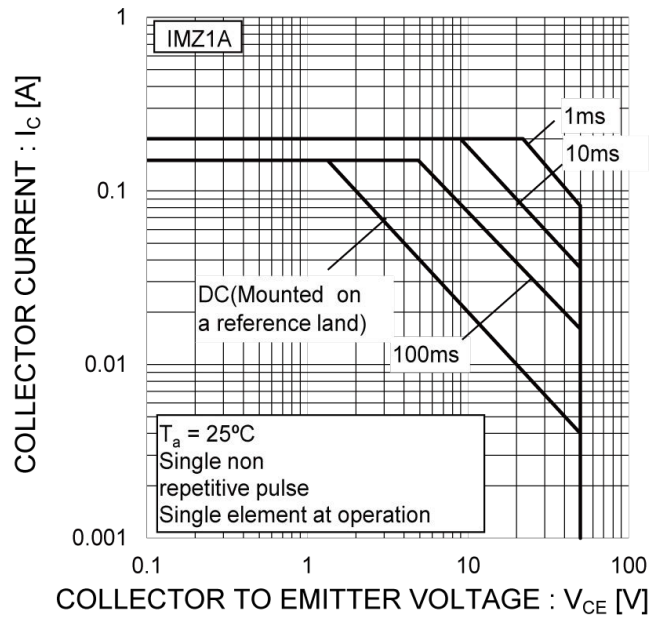 COLLECTOR CURRENT : IC [A]
1
0.1
0.01
0.001
IMZ1A
1ms
10ms
DC(Mounted on
a reference land)
100ms
Ta = 25ºC
Single non
repetitive pulse
Single element at operation
0.1
1
10
100
COLLECTOR TO EMITTER VOLTAGE : VCE [V]